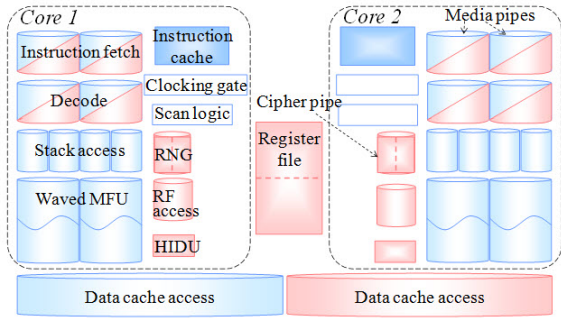 Core 1
Instruction fetch
Instruction
cache
Clocking gate
Decode
Scan logic
Stack access
RNG
Waved MFU
RF
access
HIDU
Cipher pipe
Register
file
Core 2
Media pipes
Data cache access
Data cache access